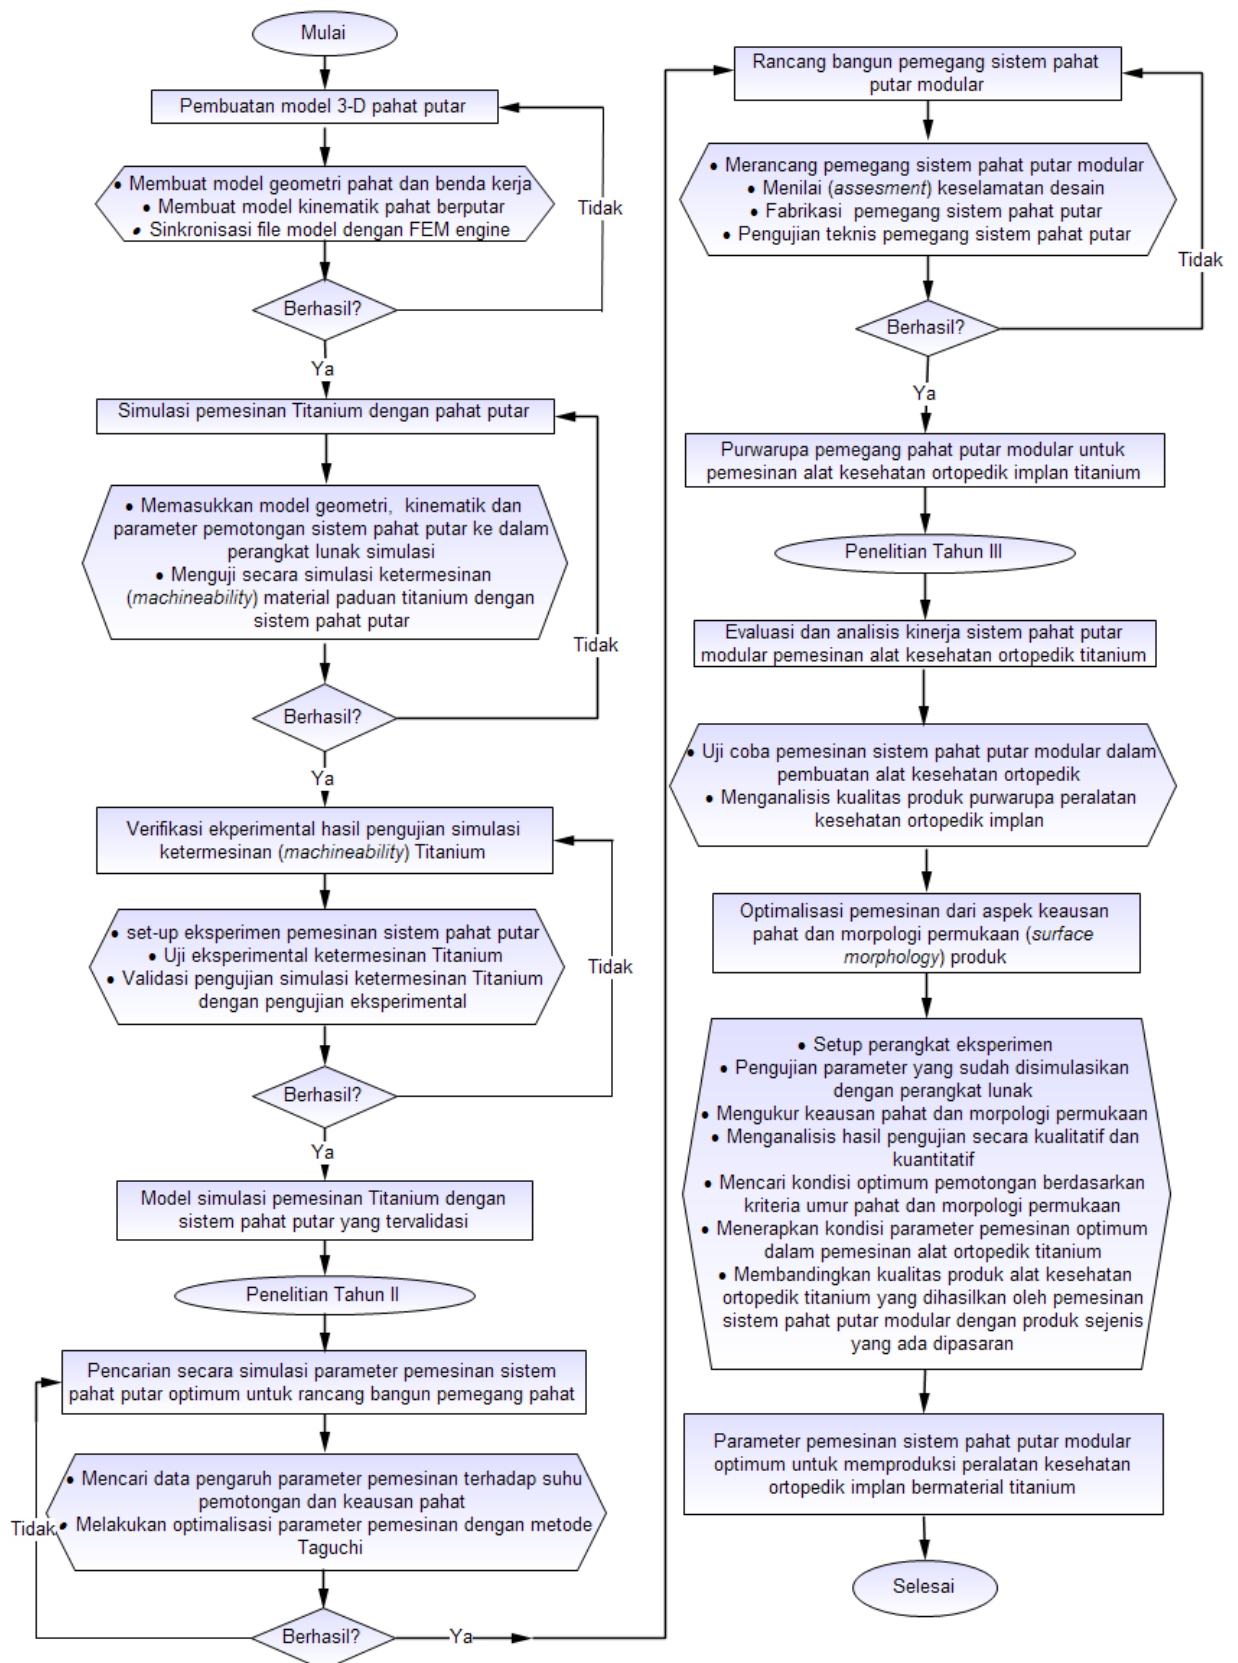 Mulai
Pembuatan model 3-D pahat putar
• Membuat model geometri pahat dan benda kerja
• Membuat model kinematik pahat berputar
• Sinkronisasi file model dengan FEM engine
Tidak
Berhasil?
Ya
Simulasi pemesinan Titanium dengan pahat putar
• Memasukkan model geometri, kinematik dan
parameter pemotongan sistem pahat putar ke dalam
perangkat lunak simulasi
• Menguji secara simulasi ketermesinan
(machineability) material paduan titanium dengan
sistem pahat putar
Tidak
Berhasil?
Ya
Verifikasi ekperimental hasil pengujian simulasi
ketermesinan (machineability) Titanium
• set-up eksperimen pemesinan sistem pahat putar
• Uji eksperimental ketermesinan Titanium
• Validasi pengujian simulasi ketermesinan Titanium
dengan pengujian eksperimental
Tidak
Berhasil?
Ya
Model simulasi pemesinan Titanium dengan
sistem pahat putar yang tervalidasi
Penelitian Tahun II
Pencarian secara simulasi parameter pemesinan sistem
pahat putar optimum untuk rancang bangun pemegang pahat
• Mencari data pengaruh parameter pemesinan terhadap suhu
pemotongan dan keausan pahat
• Melakukan optimalisasi parameter pemesinan dengan metode
Taguchi
Tidak
Berhasil?
Ya
Rancang bangun pemegang sistem pahat
putar modular
• Merancang pemegang sistem pahat putar modular
• Menilai (assesment) keselamatan desain
• Fabrikasi pemegang sistem pahat putar
• Pengujian teknis pemegang sistem pahat putar
Tidak
Berhasil?
Ya
Purwarupa pemegang pahat putar modular untuk
pemesinan alat kesehatan ortopedik implan titanium
Penelitian Tahun III
Evaluasi dan analisis kinerja sistem pahat putar
modular pemesinan alat kesehatan ortopedik titanium
• Uji coba pemesinan sistem pahat putar modular dalam
pembuatan alat kesehatan ortopedik
• Menganalisis kualitas produk purwarupa peralatan
kesehatan ortopedik implan
Optimalisasi pemesinan dari aspek keausan
pahat dan morpologi permukaan (surface
morphology) produk
• Setup perangkat eksperimen
• Pengujian parameter yang sudah disimulasikan
dengan perangkat lunak
• Mengukur keausan pahat dan morpologi permukaan
• Menganalisis hasil pengujian secara kualitatif dan
kuantitatif
• Mencari kondisi optimum pemotongan berdasarkan
kriteria umur pahat dan morpologi permukaan
• Menerapkan kondisi parameter pemesinan optimum
dalam pemesinan alat ortopedik titanium
• Membandingkan kualitas produk alat kesehatan
ortopedik titanium yang dihasilkan oleh pemesinan
sistem pahat putar modular dengan produk sejenis
yang ada dipasaran
Parameter pemesinan sistem pahat putar modular
optimum untuk memproduksi peralatan kesehatan
ortopedik implan bermaterial titanium
Selesai